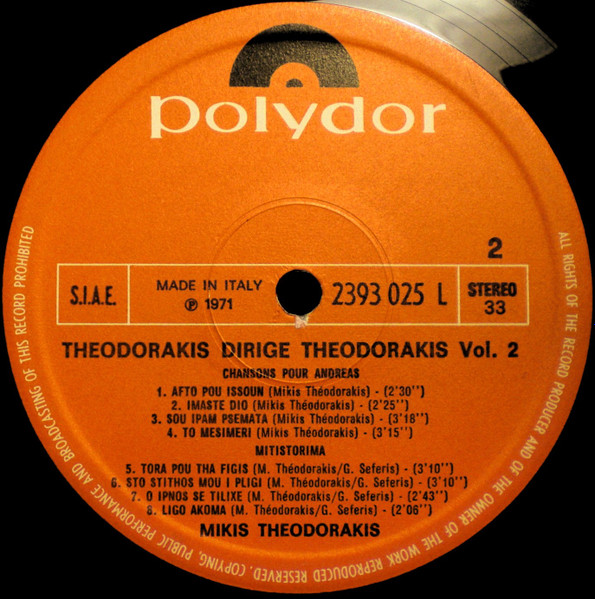 polydor
2
S.I.A.E.
MADE IN ITALY
℗ 1971
2393 025 L
STEREO
33
THEODORAKIS DIRIGE THEODORAKIS Vol. 2
CHANSONS POUR ANDREAS
1. AFTO POU ISSOUN (Mikis Théodorakis) - (2'30'')
2. IMASTE DIO (Mikis Théodorakis) - (2'25'')
3. SOU IPAM PSEMATA (Mikis Théodorakis) - (3'18'')
4. TO MESIMERI (Mikis Théodorakis) - (3'15'')
MITISTORIMA
5. TORA POU THA FIGIS (M. Théodorakis/G. Seferis) - (3'10'')
6. STO STITHOS MOU I PLIGI (M. Théodorakis/G. Seferis) - (3'10'')
7. O IPNOS SE TILIXE (M. Théodorakis/G. Seferis) - (2'43'')
8. LIGO AKOMA (M. Théodorakis/G. Seferis) - (2'06'')
MIKIS THEODORAKIS
ALL RIGHTS OF THE RECORD PRODUCER AND OF THE OWNER OF THE WORK REPRODUCED RESERVED. COPYING, PUBLIC PERFORMANCE AND BROADCASTING OF THIS RECORD PROHIBITED